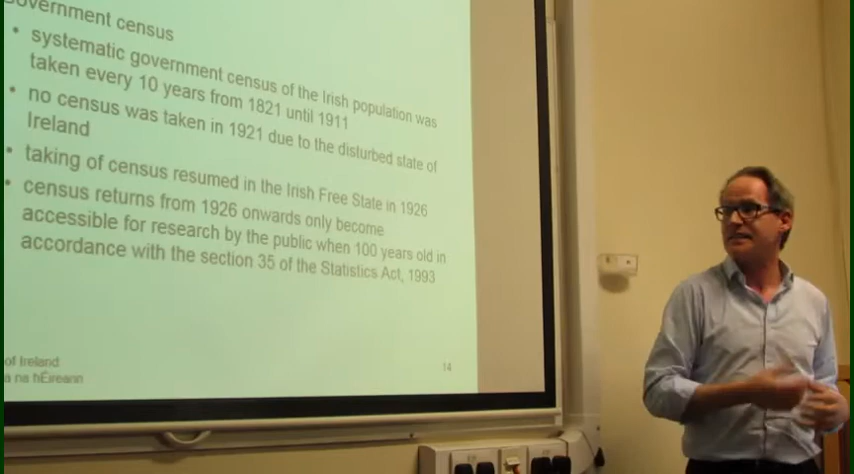 Government census
• systematic government census of the Irish population was
taken every 10 years from 1821 until 1911
• no census was taken in 1921 due to the disturbed state of
Ireland
• taking of census resumed in the Irish Free State in 1926
• census returns from 1926 onwards only become
accessible for research by the public when 100 years old in
accordance with the section 35 of the Statistics Act, 1993
of Ireland
a na hÉireann
14